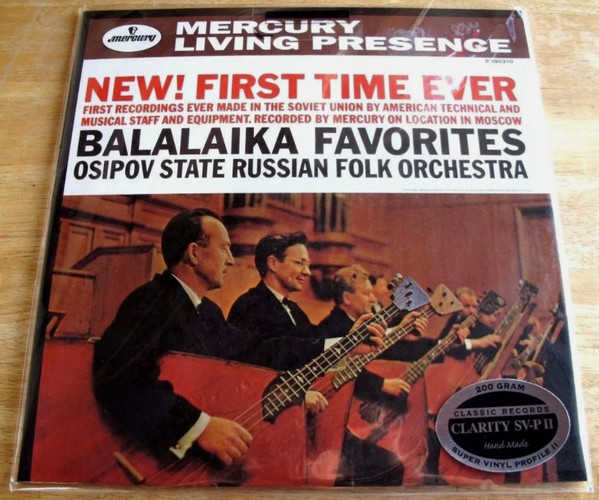 mercury
MERCURY
LIVING PRESENCE
NEW! FIRST TIME EVER
FIRST RECORDINGS EVER MADE IN THE SOVIET UNION BY AMERICAN TECHNICAL AND
MUSICAL STAFF AND EQUIPMENT. RECORDED BY MERCURY ON LOCATION IN MOSCOW
BALALAIKA FAVORITES
OSIPOV STATE RUSSIAN FOLK ORCHESTRA
200 GRAM
CLASSIC RECORDS
CLARITY SV-P II
Hand Made
SUPER VINYL PROFILE II